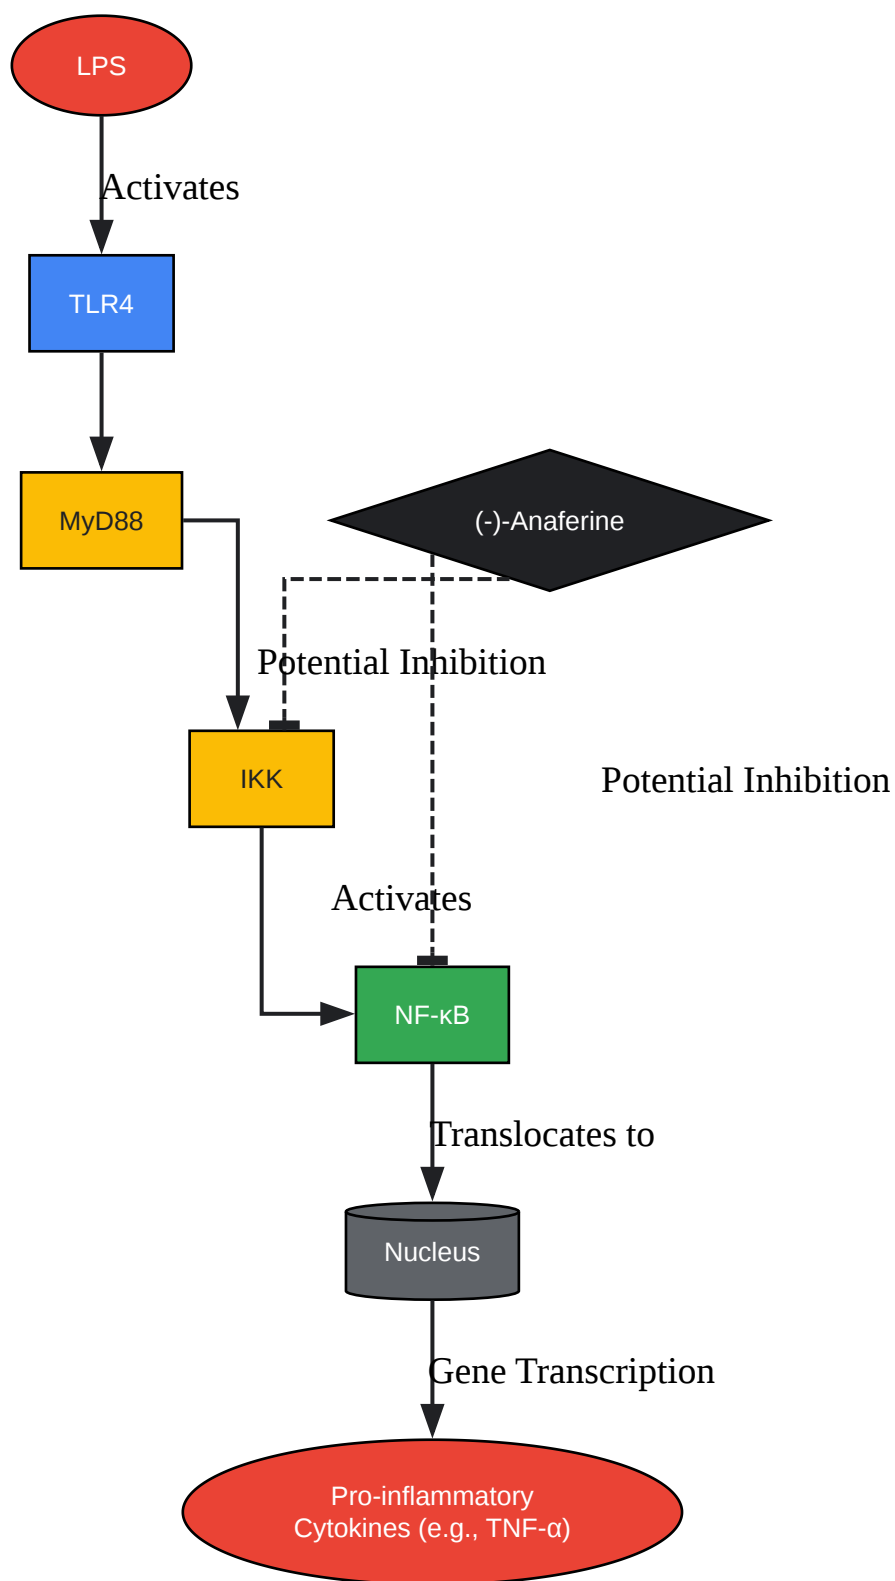 LPS
Activates
TLR4
MyD88
(-)-Anaferine
Potential Inhibition
IKK
Potential Inhibition
Activates
NF-κB
Translocates to
Nucleus
Gene Transcription
Pro-inflammatory
Cytokines (e.g., TNF-α)